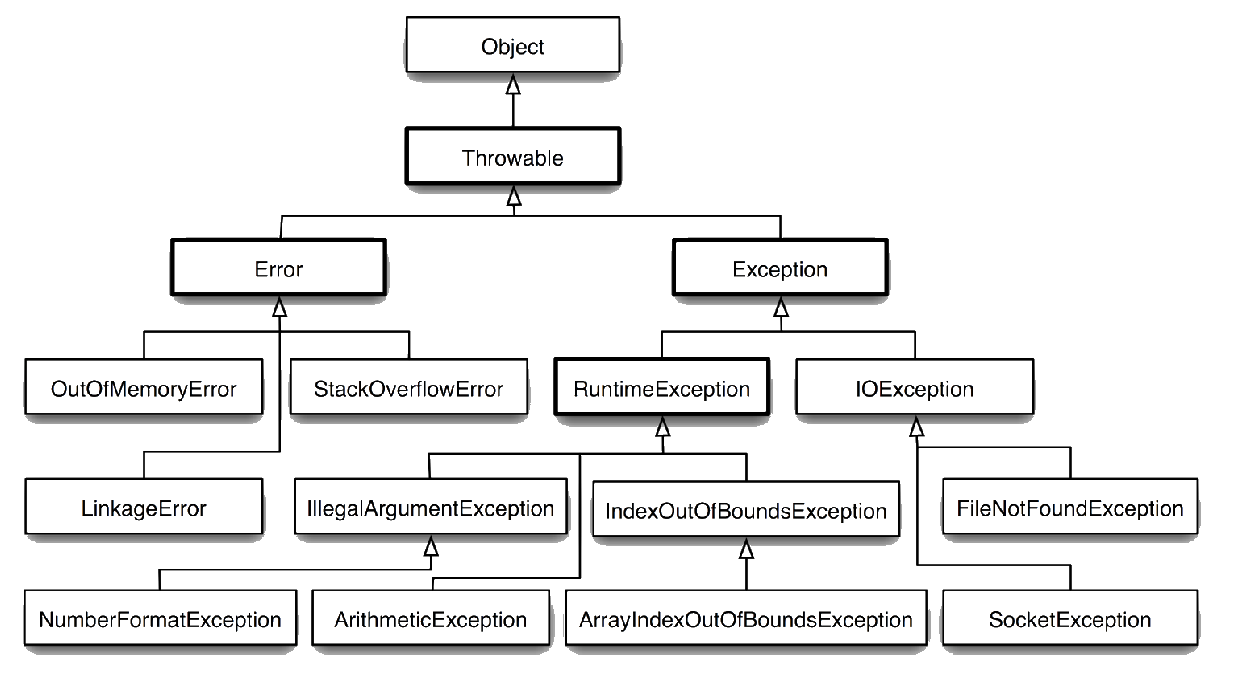 Object
Throwable
Error
Exception
OutOfMemoryError
StackOverflowError
RuntimeException
IOException
LinkageError
IllegalArgumentException
IndexOutOfBoundsException
FileNotFoundException
NumberFormatException
ArithmeticException
ArrayIndexOutOfBoundsException
SocketException